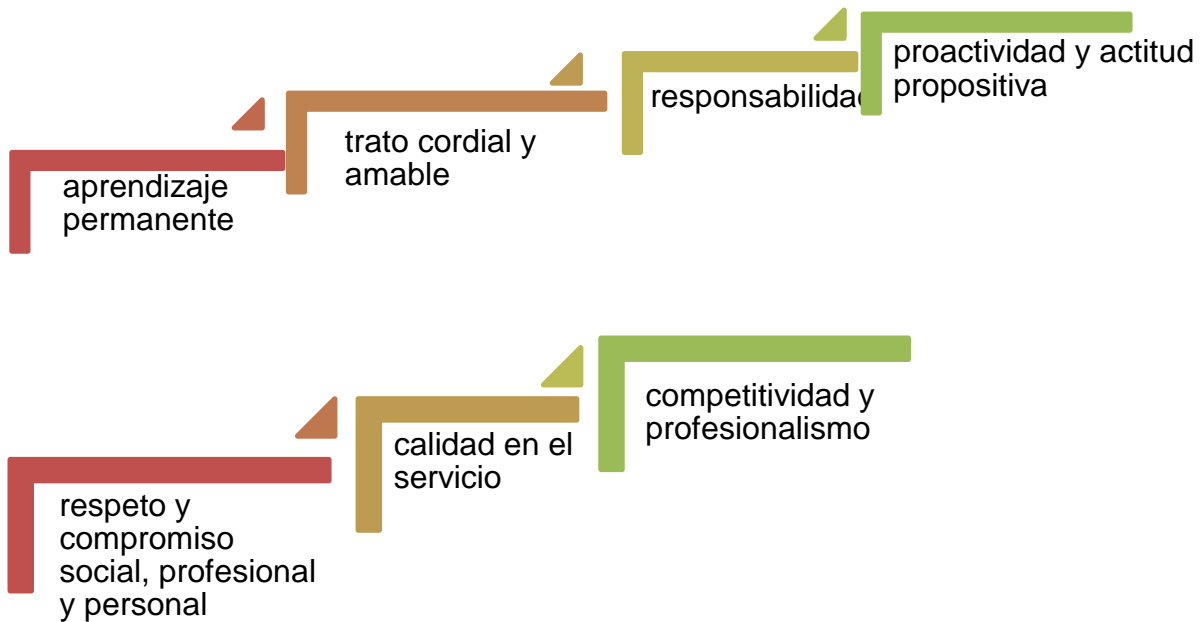 aprendizaje
permanente
trato cordial y
amable
responsabilidad
proactividad y actitud
propositiva
respeto y
compromiso
social, profesional
y personal
calidad en el
servicio
competitividad y
profesionalismo